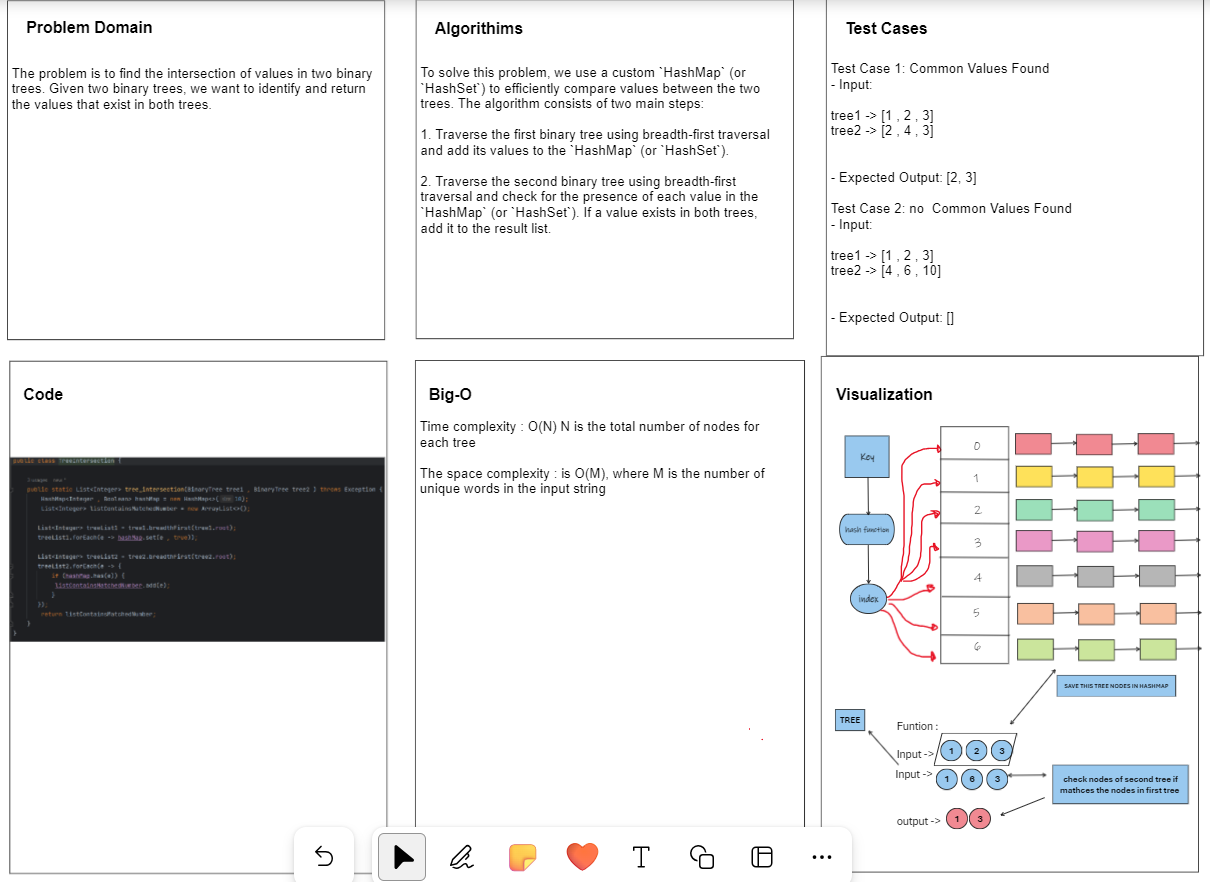 Problem Domain
The problem is to find the intersection of values in two binary
trees. Given two binary trees, we want to identify and return
the values that exist in both trees.
Algorithims
To solve this problem, we use a custom `HashMap` (or
`HashSet`) to efficiently compare values between the two
trees. The algorithm consists of two main steps:
1. Traverse the first binary tree using breadth-first traversal
and add its values to the `HashMap` (or `HashSet`).
2. Traverse the second binary tree using breadth-first
traversal and check for the presence of each value in the
`HashMap` (or `HashSet`). If a value exists in both trees,
add it to the result list.
Test Cases
Test Case 1: Common Values Found
- Input:
tree1 -> [1 , 2 , 3]
tree2 -> [2 , 4 , 3]
- Expected Output: [2, 3]
Test Case 2: no  Common Values Found
- Input:
tree1 -> [1 , 2 , 3]
tree2 -> [4 , 6 , 10]
- Expected Output: []
Code
public class TreeIntersection {
public static List<Integer> tree_intersection(BinaryTree tree1 , BinaryTree tree2 ) throws Exception {
HashMap<Integer , Boolean> hashMap = new HashMap<>( 10);
List<Integer> listContainsMatchedNumber = new ArrayList<>();
List<Integer> treeList1 = tree1.breadthFirst(tree1.root);
treeList1.forEach(e -> hashMap.set(e , true));
List<Integer> treeList2 = tree2.breadthFirst(tree2.root);
treeList2.forEach(e -> {
if (hashMap.has(e)) {
listContainsMatchedNumber.add(e);
}
});
return listContainsMatchedNumber;
}
}
Big-O
Time complexity : O(N) N is the total number of nodes for
each tree
The space complexity : is O(M), where M is the number of
unique words in the input string
Visualization
Key
hash function
index
0
1
2
3
4
5
6
SAVE THIS TREE NODES IN HASHMAP
TREE
Funtion :
Input -> 1 2 3
Input -> 1 6 3
check nodes of second tree if
mathces the nodes in first tree
output -> 1 3
T